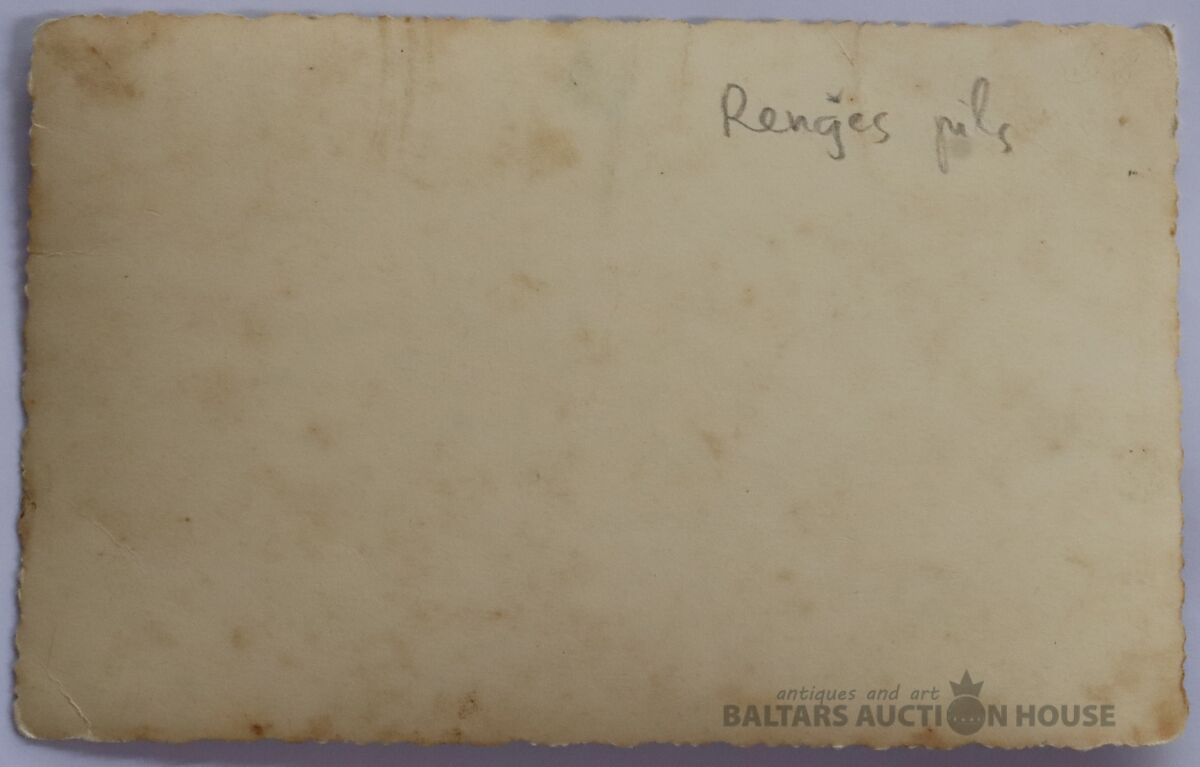 Renģes pils
antiques and art
BALTARS AUCTION HOUSE